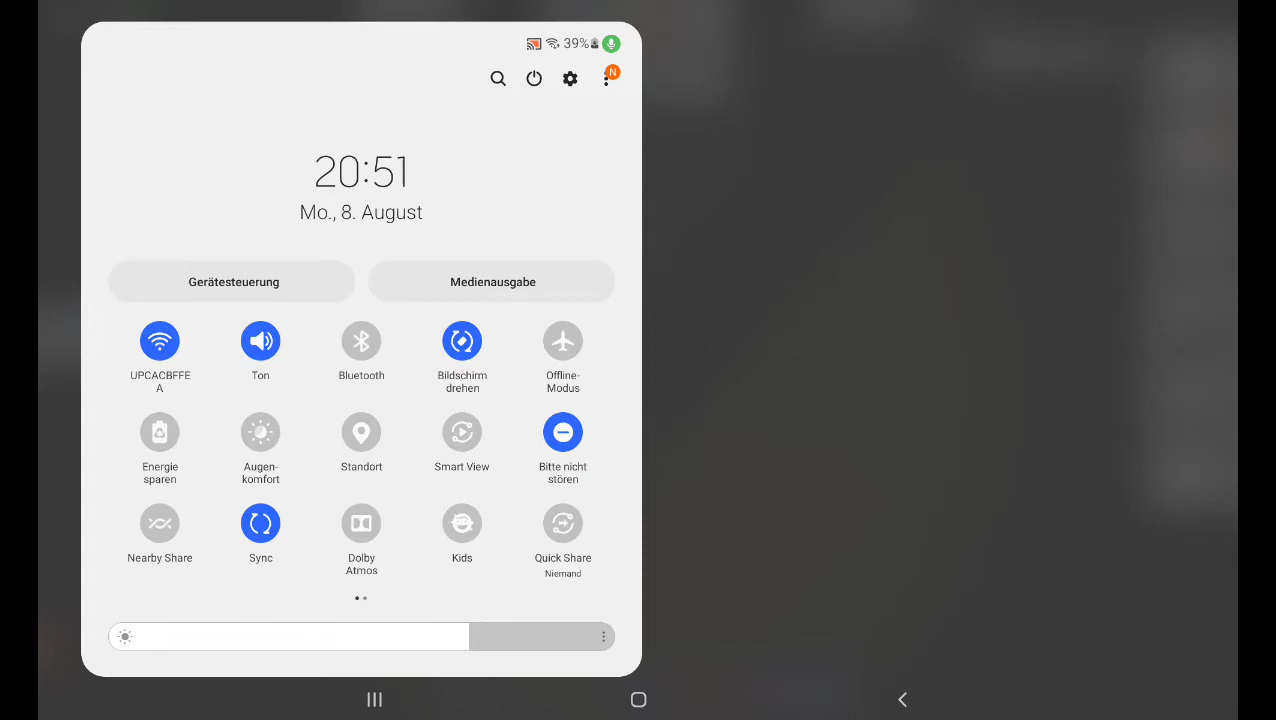 39%
N
20:51
Mo., 8. August
Gerätesteuerung
Medienausgabe
UPCACBFFE
A
Ton
Bluetooth
Bildschirm
drehen
Offline-
Modus
Energie
sparen
Augen-
komfort
Standort
Smart View
Bitte nicht
stören
Nearby Share
Sync
Dolby
Atmos
Kids
Quick Share
Niemand